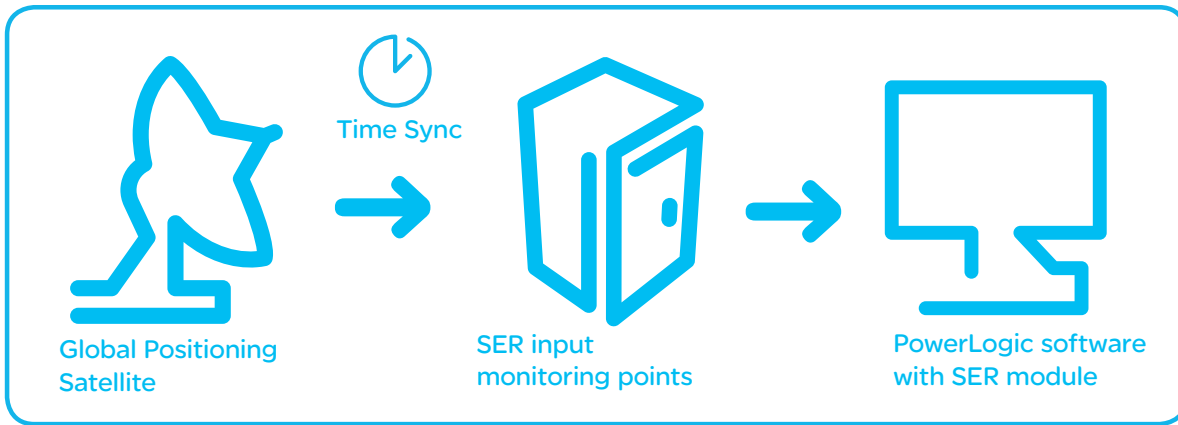 Time Sync
Global Positioning
Satellite
SER input
monitoring points
PowerLogic software
with SER module